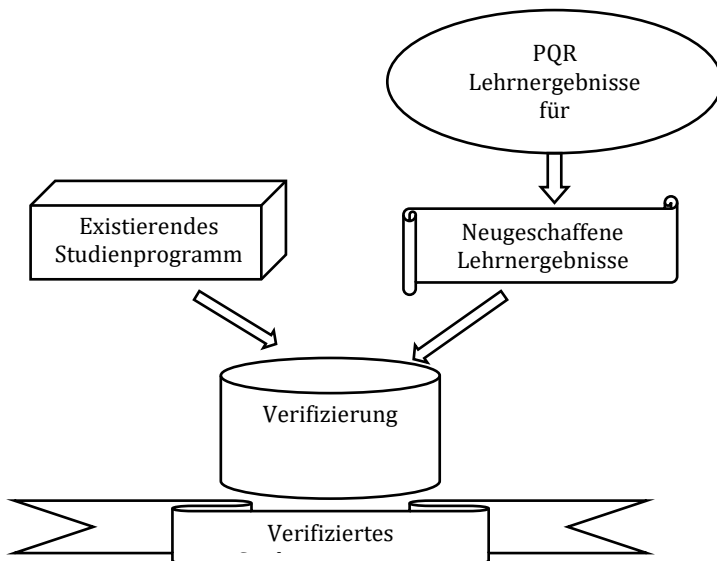 PQR
Lehrnergebnisse
für
Existierendes
Studienprogramm
Neugeschaffene
Lehrnergebnisse
Verifizierung
Verifiziertes